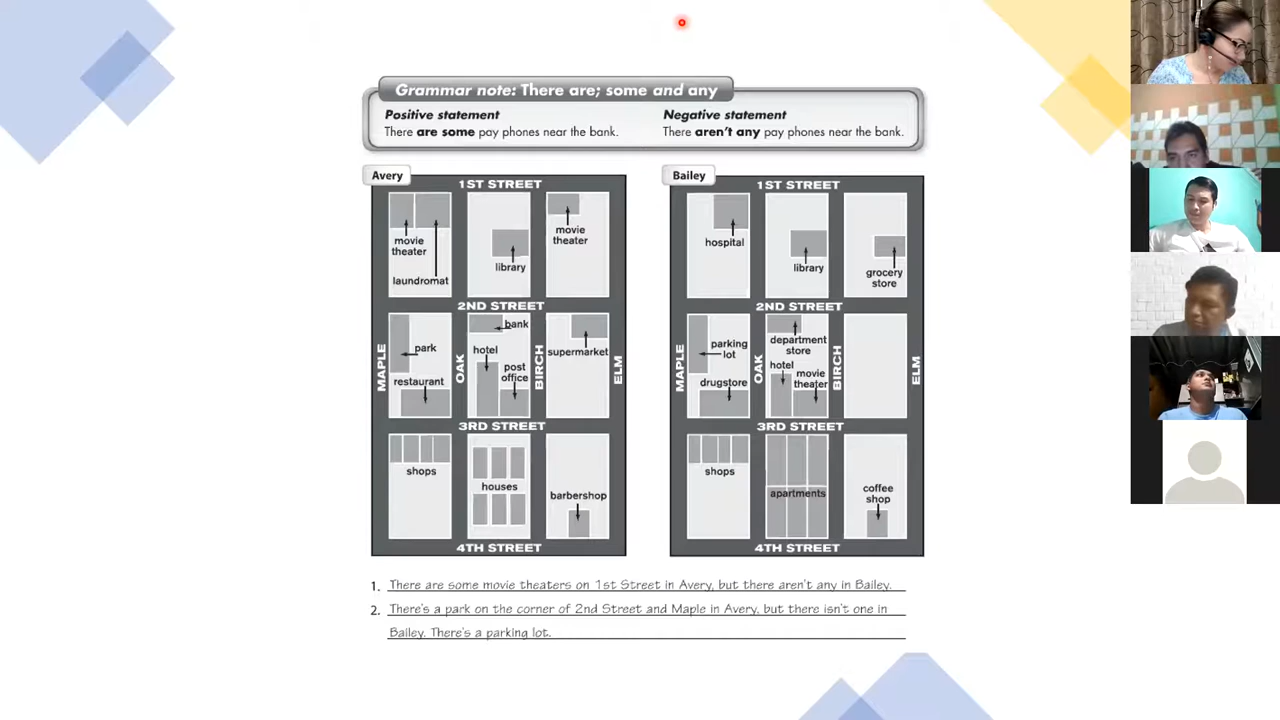 Grammar note: There are; some and any
Positive statement
There are some pay phones near the bank.
Negative statement
There aren't any pay phones near the bank.
Avery
1ST STREET
movie
theater
laundromat
library
movie
theater
2ND STREET
MAPLE
park
restaurant
OAK
bank
hotel
post
office
BIRCH
supermarket
ELM
3RD STREET
shops
houses
barbershop
4TH STREET
Bailey
1ST STREET
hospital
library
grocery
store
2ND STREET
MAPLE
parking
lot
drugstore
OAK
department
store
hotel
movie
theater
BIRCH
ELM
3RD STREET
shops
apartments
coffee
shop
4TH STREET
1. There are some movie theaters on 1st Street in Avery, but there aren't any in Bailey.
2. There's a park on the corner of 2nd Street and Maple in Avery, but there isn't one in
Bailey. There's a parking lot.